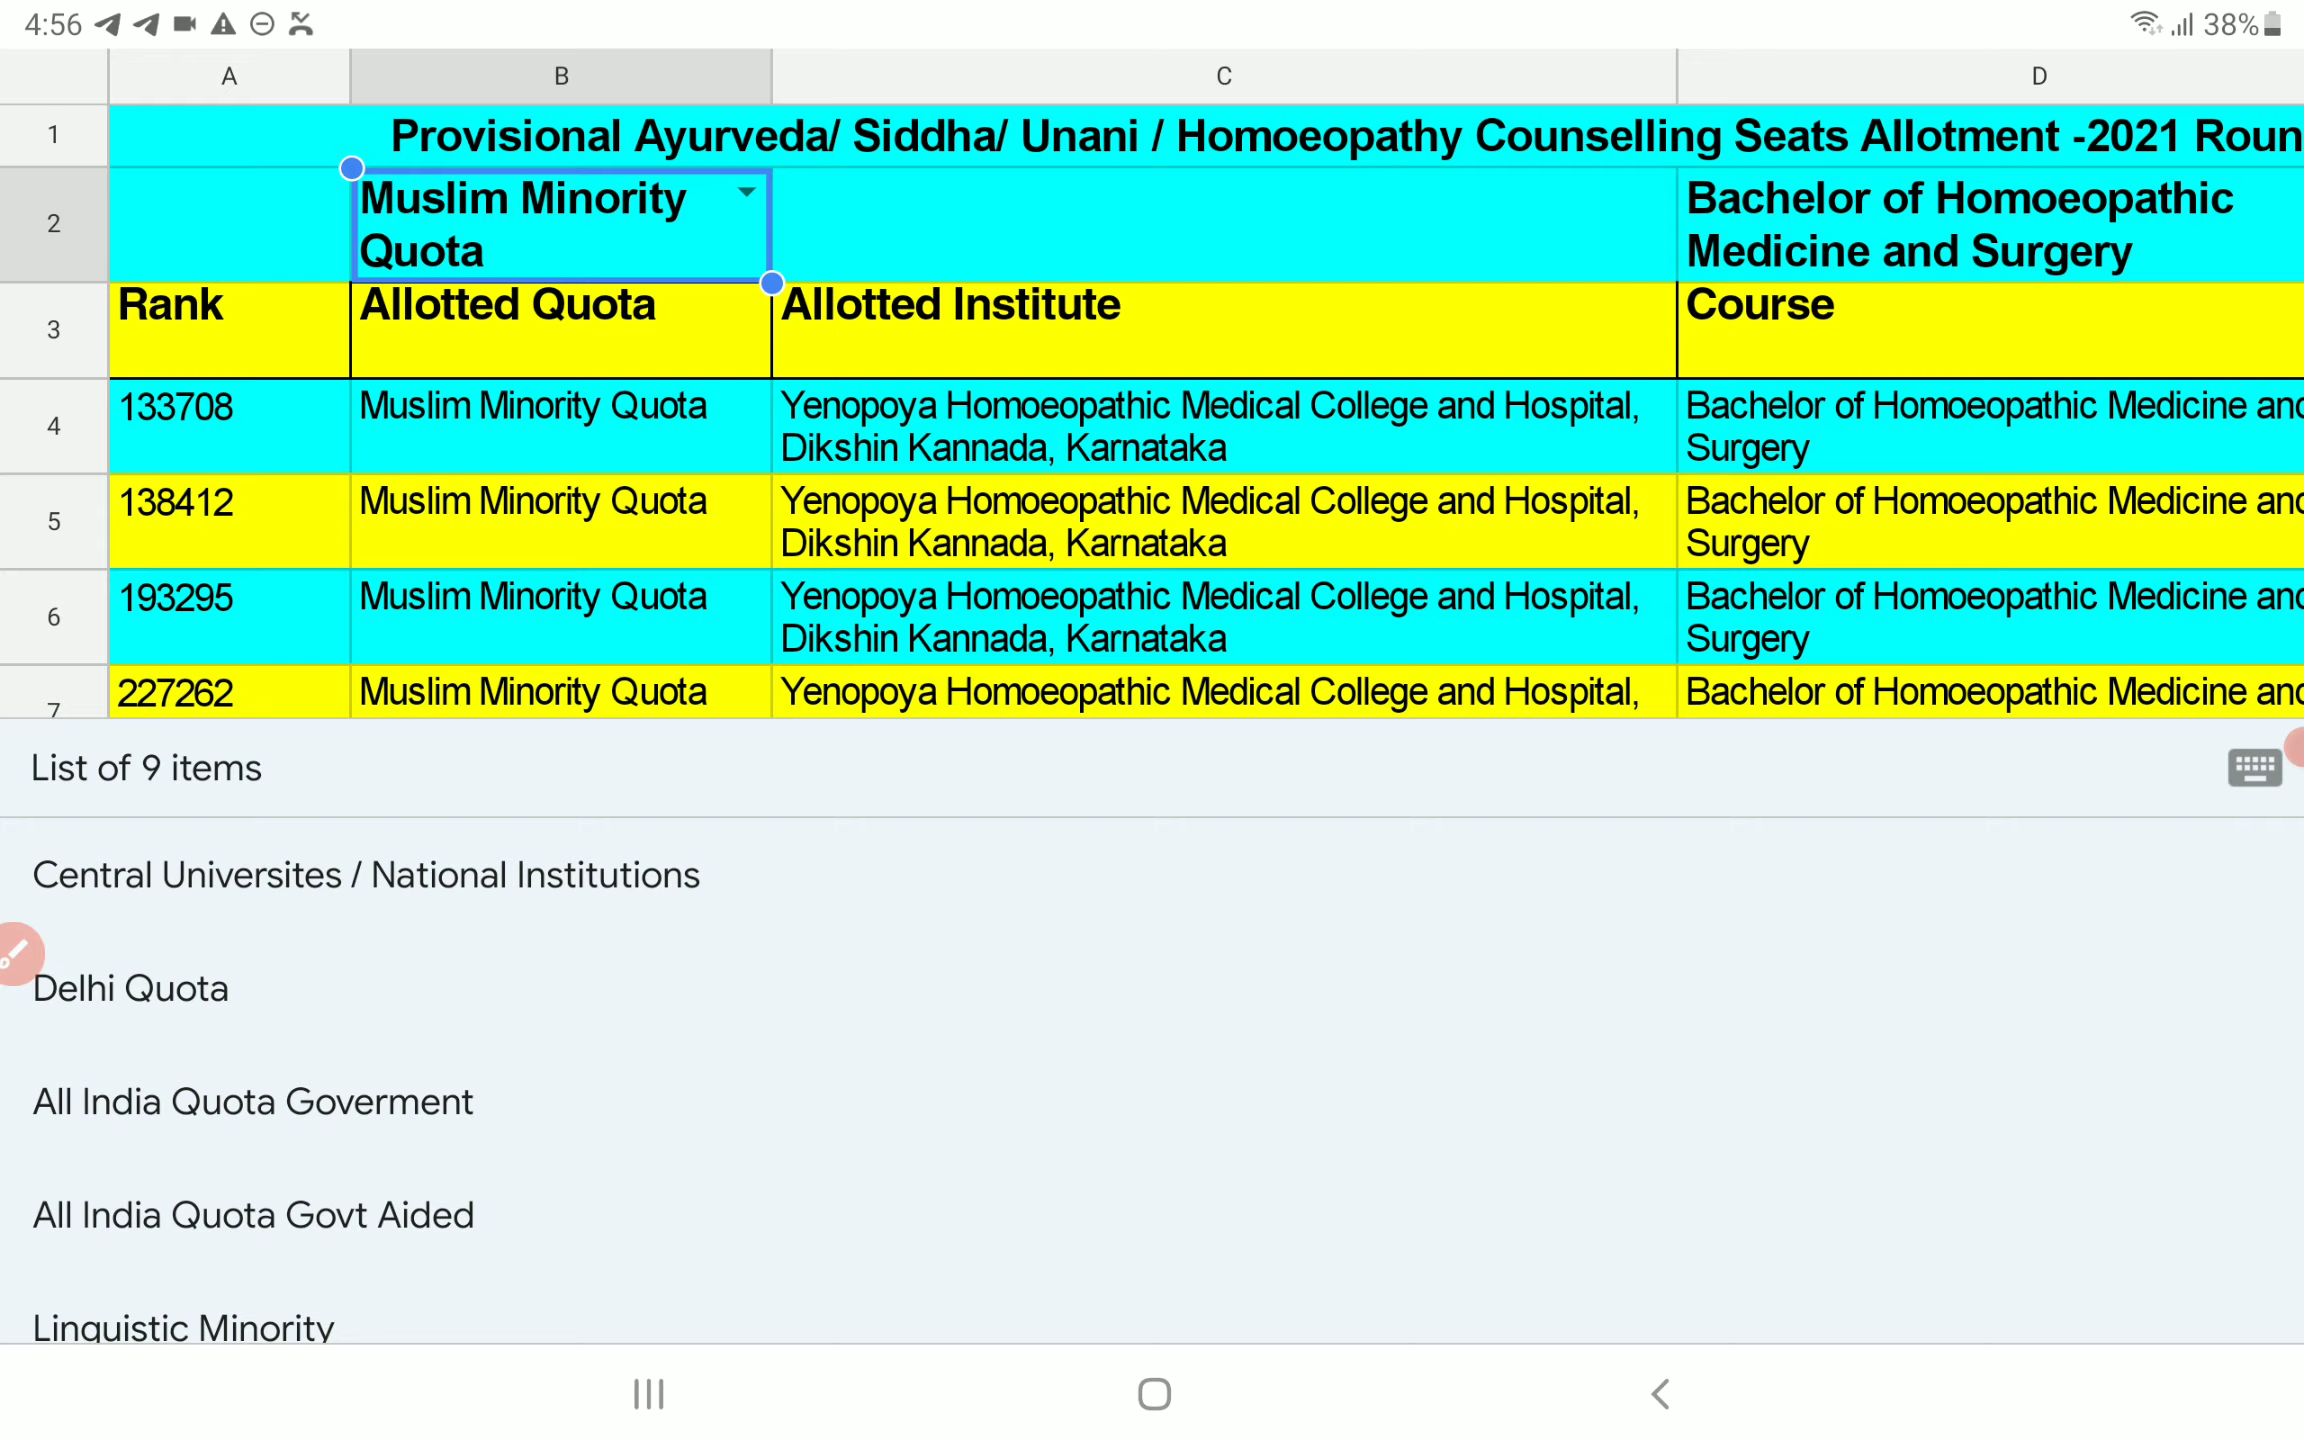 4:56
38%
A B C D
1 Provisional Ayurveda/ Siddha/ Unani / Homoeopathy Counselling Seats Allotment -2021 Roun
2 Muslim Minority Quota Bachelor of Homoeopathic Medicine and Surgery
3 Rank Allotted Quota Allotted Institute Course
4 133708 Muslim Minority Quota Yenopoya Homoeopathic Medical College and Hospital, Dikshin Kannada, Karnataka Bachelor of Homoeopathic Medicine and Surgery
5 138412 Muslim Minority Quota Yenopoya Homoeopathic Medical College and Hospital, Dikshin Kannada, Karnataka Bachelor of Homoeopathic Medicine and Surgery
6 193295 Muslim Minority Quota Yenopoya Homoeopathic Medical College and Hospital, Dikshin Kannada, Karnataka Bachelor of Homoeopathic Medicine and Surgery
7 227262 Muslim Minority Quota Yenopoya Homoeopathic Medical College and Hospital, Bachelor of Homoeopathic Medicine and
List of 9 items
Central Universites / National Institutions
Delhi Quota
All India Quota Goverment
All India Quota Govt Aided
Linguistic Minority